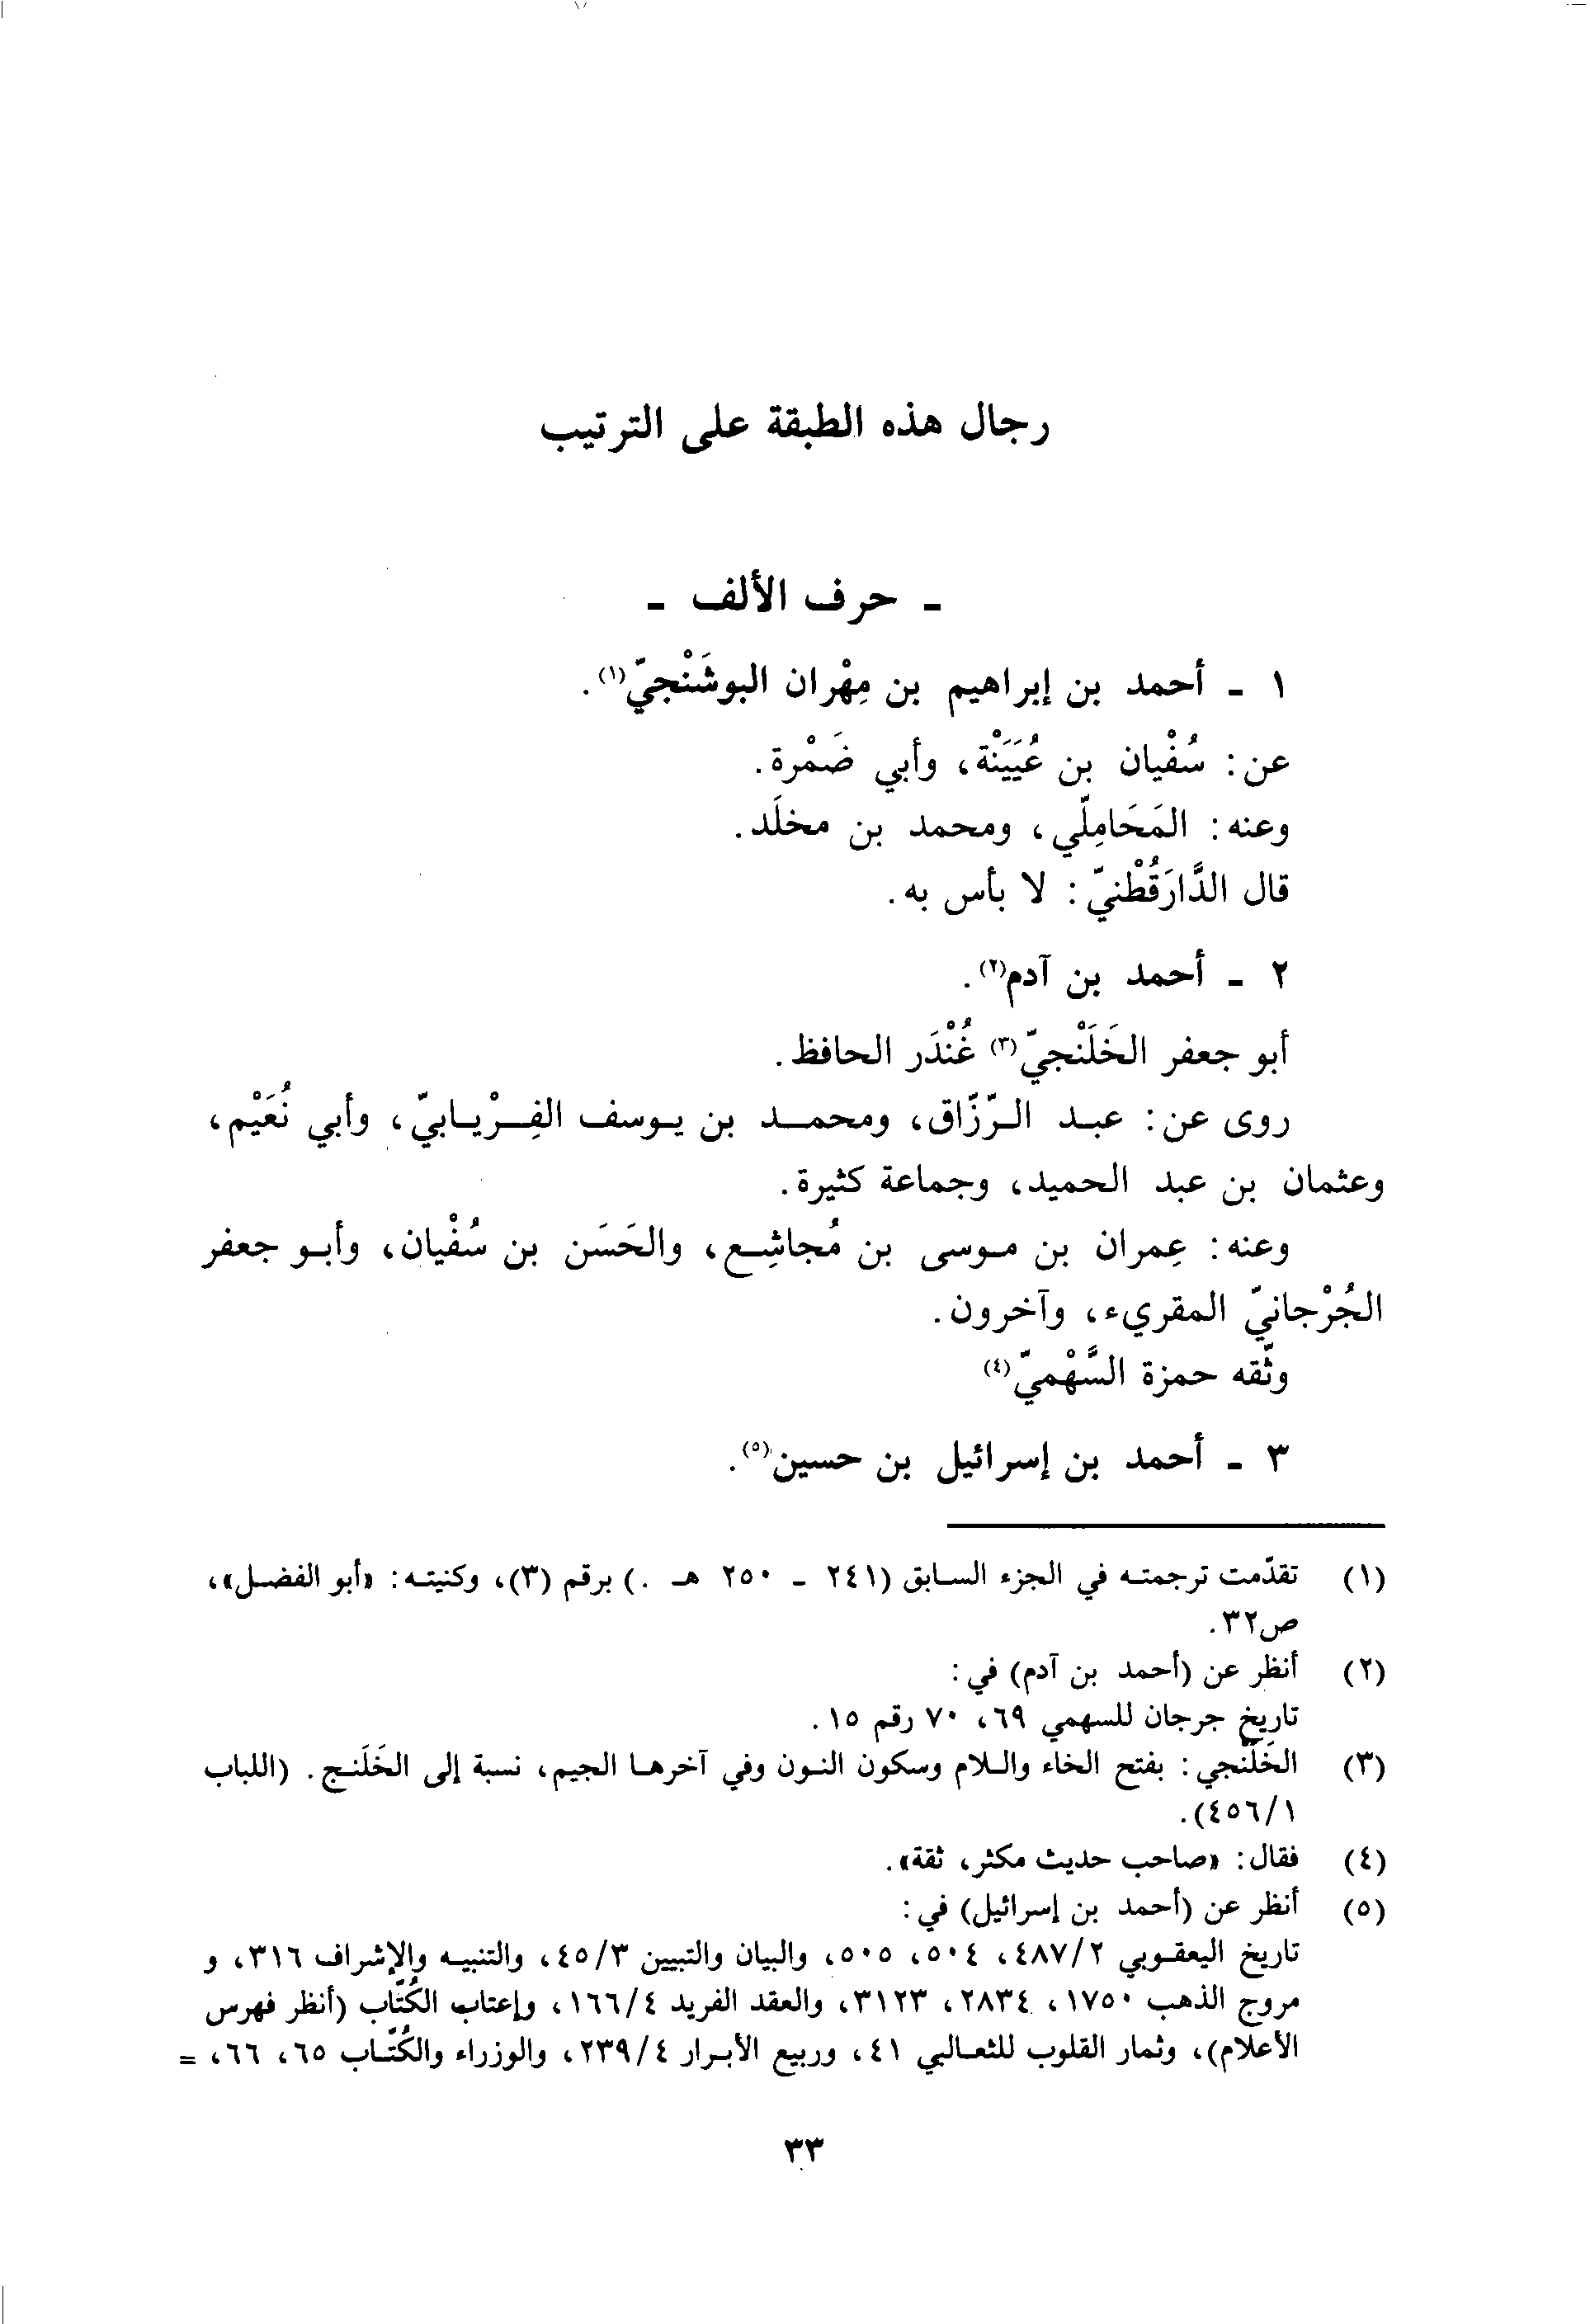 رجال هذه الطبقة على الترتيب
- حرف الألف -
١ - أحمد بن إبراهيم بن مِهْران البوشَنْجيّ(١).
عن: سُفْيان بن عُيَيَنْة، وأبي ضَمْرة.
وعنه: المَحَامِلّي، ومحمد بن مخلَد.
قال الدَّارَقُطْنيّ: لا بأس به.
٢ - أحمد بن آدم(٢).
أبو جعفر الخَلَنْجيّ(٣) غُنْدَر الحافظ.
روى عن: عبد الرّزّاق، ومحمد بن يوسف الفِرْيابيّ، وأبي نُعَيْم،
وعثمان بن عبد الحميد، وجماعة كثيرة.
وعنه: عِمران بن موسى بن مُجاشِع، والحَسَن بن سُفْيان، وأبو جعفر
الجُرْجانيّ المقريء، وآخرون.
وثّقه حمزة السَّهْميّ(٤)
٣ - أحمد بن إسرائيل بن حسين(٥).
(١) تقدّمت ترجمته في الجزء السابق (٢٤١ - ٢٥٠ هـ .) برقم (٣)، وكنيته: «أبو الفضل»،
ص٣٢.
(٢) أنظر عن (أحمد بن آدم) في:
تاريخ جرجان للسهمي ٦٩، ٧٠ رقم ١٥.
(٣) الخَلَنْجي: بفتح الخاء واللام وسكون النون وفي آخرها الجيم، نسبة إلى الخَلَنج. (اللباب
٤٥٦/١).
(٤) فقال: «صاحب حديث مكثر، ثقة».
(٥) أنظر عن (أحمد بن إسرائيل) في:
تاريخ اليعقوبي ٤٨٧/٢، ٥٠٤، ٥٠٥، والبيان والتبيين ٤٥/٣، والتنبيه والإشراف ٣١٦، و
مروج الذهب ١٧٥٠، ٢٨٣٤، ٣١٢٣، والعقد الفريد ١٦٦/٤، وإعتاب الكُتّاب (أنظر فهرس
الأعلام)، وثمار القلوب للثعالبي ٤١، وربيع الأبرار ٢٣٩/٤، والوزراء والكُتّاب ٦٥، ٦٦، =
٣٣